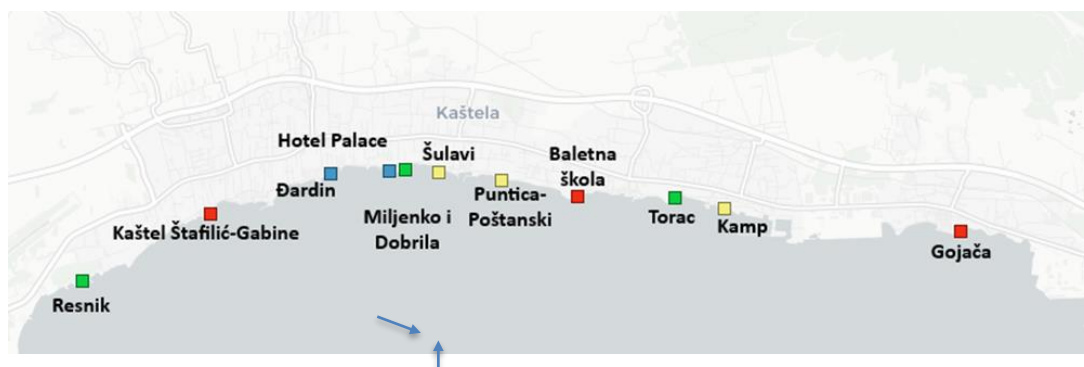 Kaštela
Hotel Palace
Šulavi
Baletna
škola
Đardin
Puntica-
Poštanski
Miljenko i
Dobrila
Torac
Kamp
Kaštel Štafilić-Gabine
Gojača
Resnik